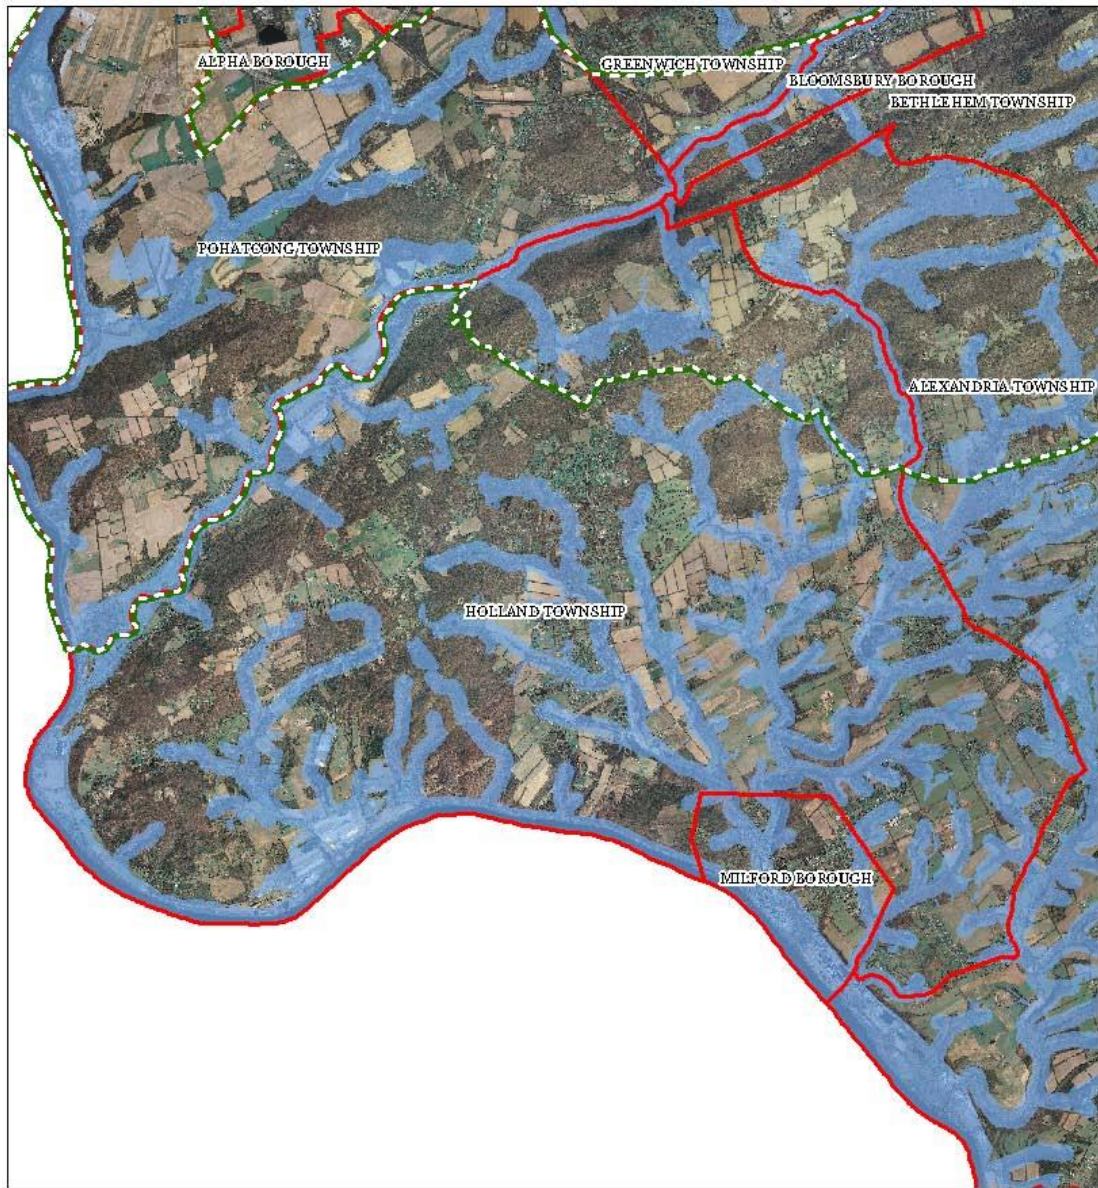 ALPHA BOROUGH
GREENWICH TOWNSHIP
BLOOMSBURY BOROUGH
BETHLEHEM TOWNSHIP
POHATCONG TOWNSHIP
ALEXANDRIA TOWNSHIP
HOLLAND TOWNSHIP
MILFORD BOROUGH